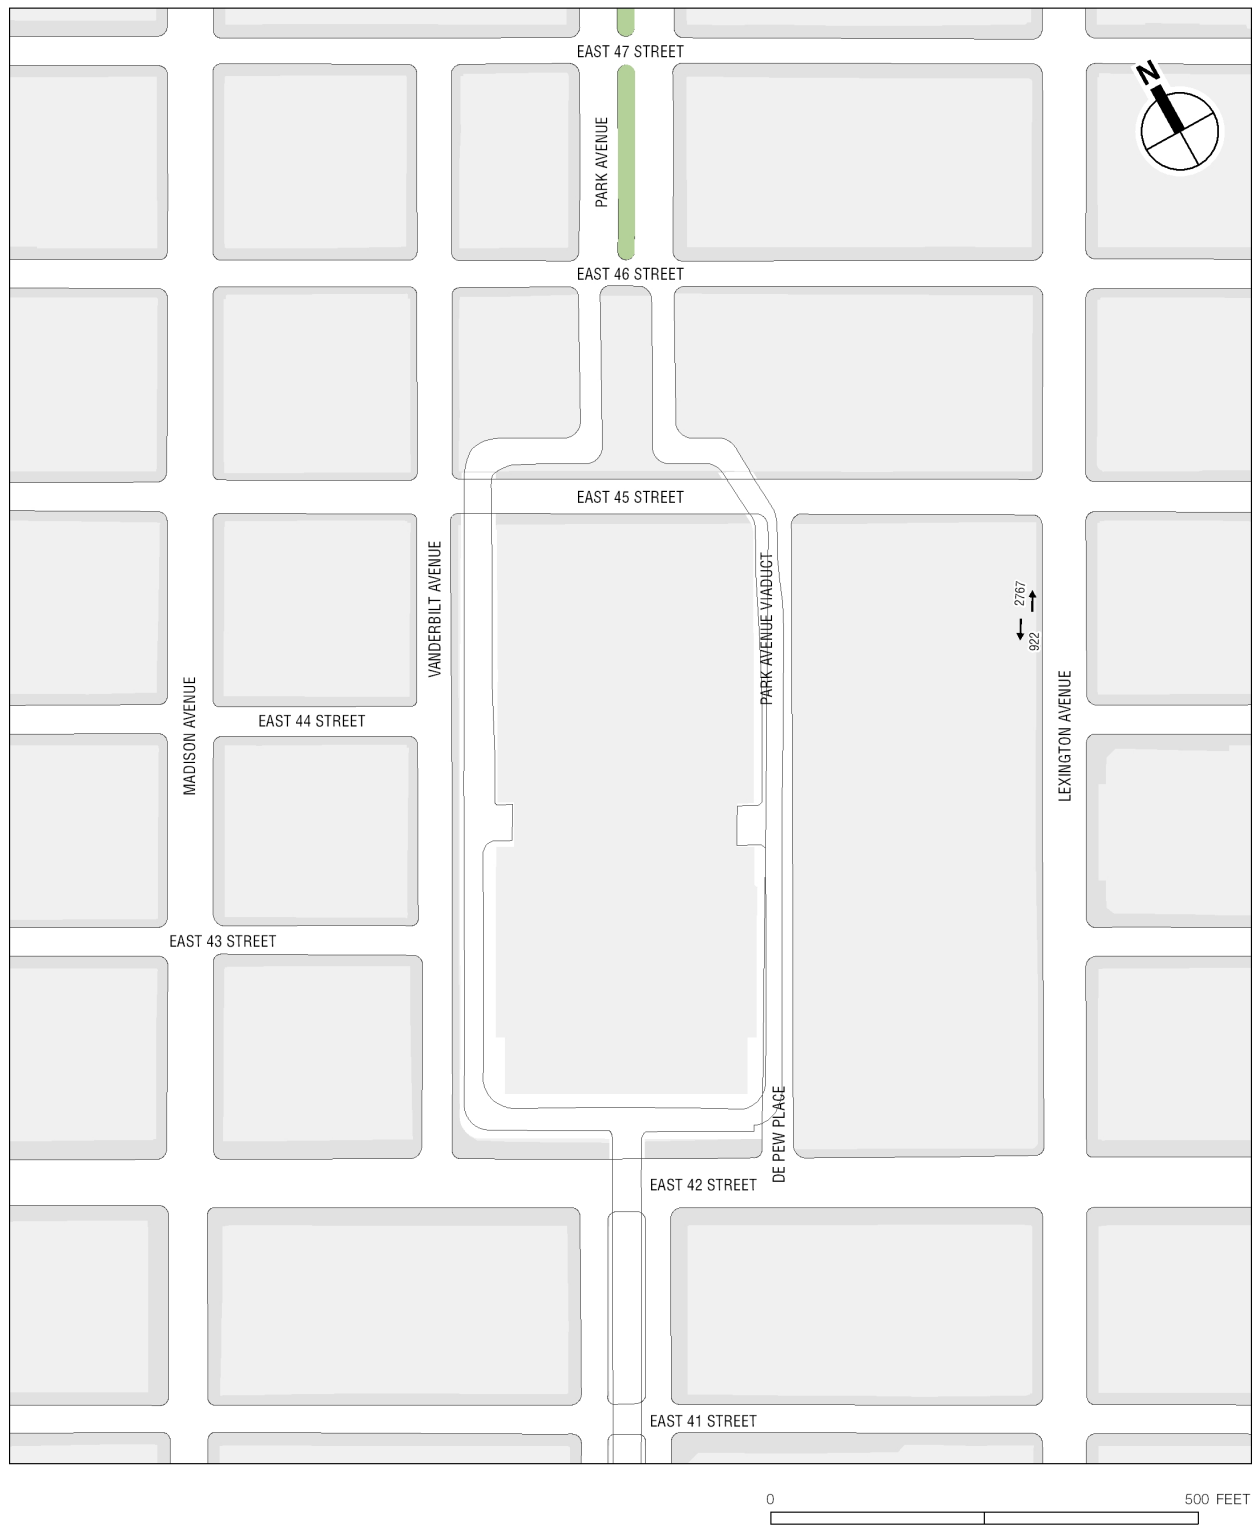 EAST 47 STREET
N
PARK AVENUE
EAST 46 STREET
EAST 45 STREET
VANDERBILT AVENUE
PARK AVENUE VIADUCT
2767
922
MADISON AVENUE
LEXINGTON AVENUE
EAST 44 STREET
EAST 43 STREET
DE PEW PLACE
EAST 42 STREET
EAST 41 STREET
0 500 FEET